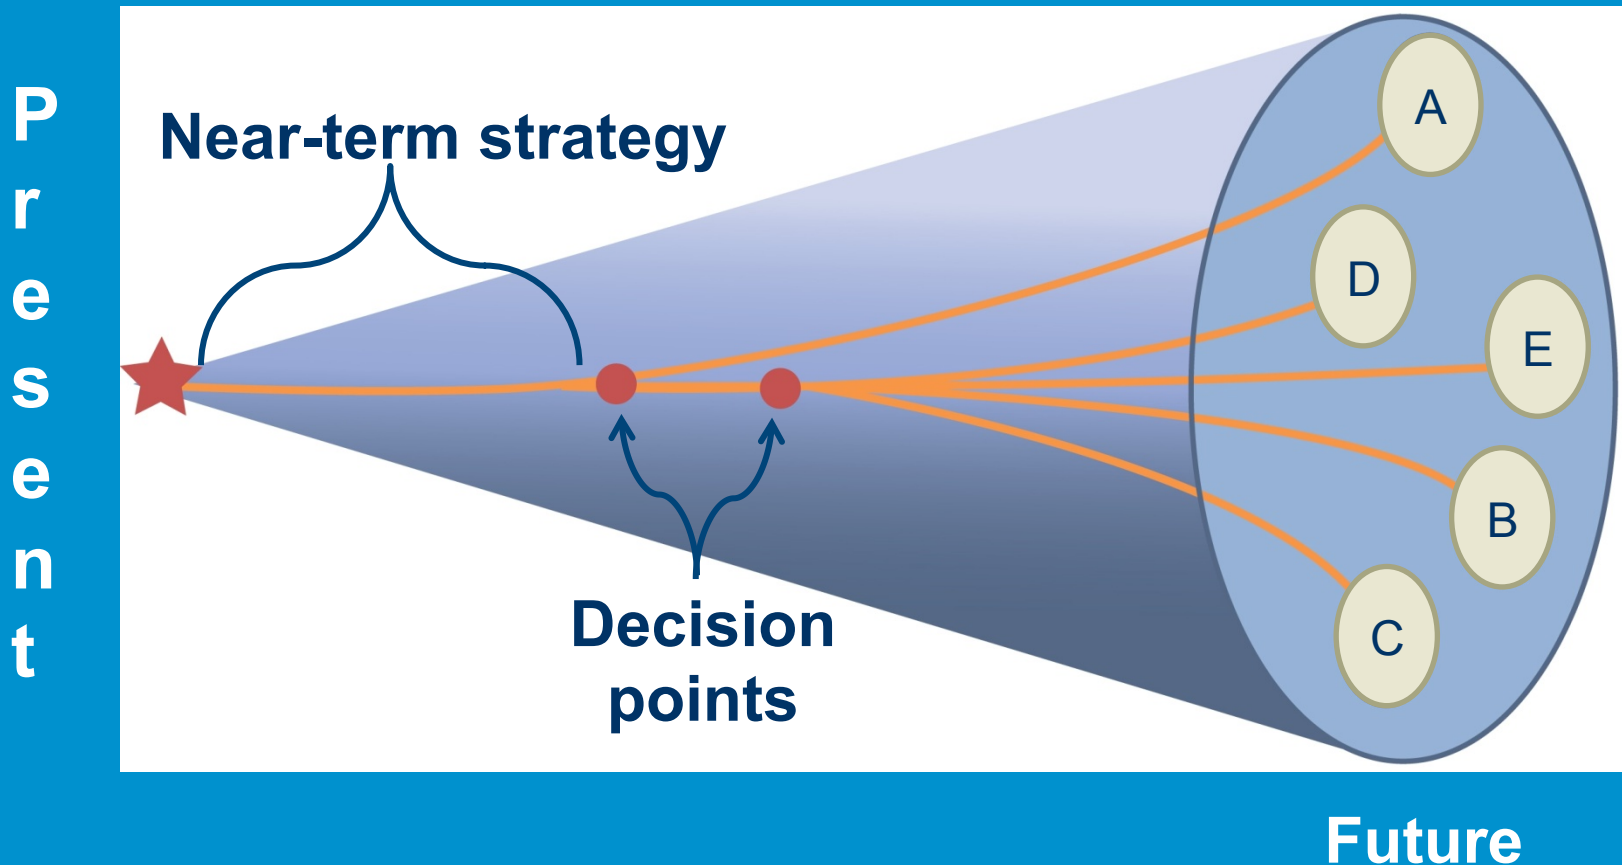 Present
Near-term strategy
A
D
E
B
C
Decision
points
Future